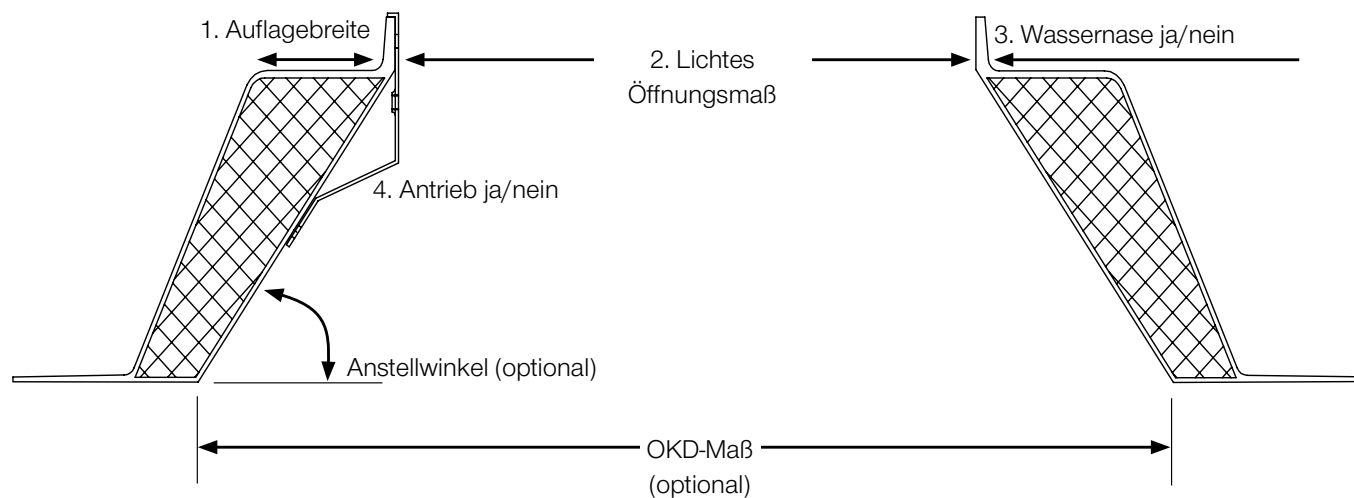 1. Auflagebreite
2. Lichtes
Öffnungsmaß
3. Wassernase ja/nein
4. Antrieb ja/nein
Anstellwinkel (optional)
OKD-Maß
(optional)